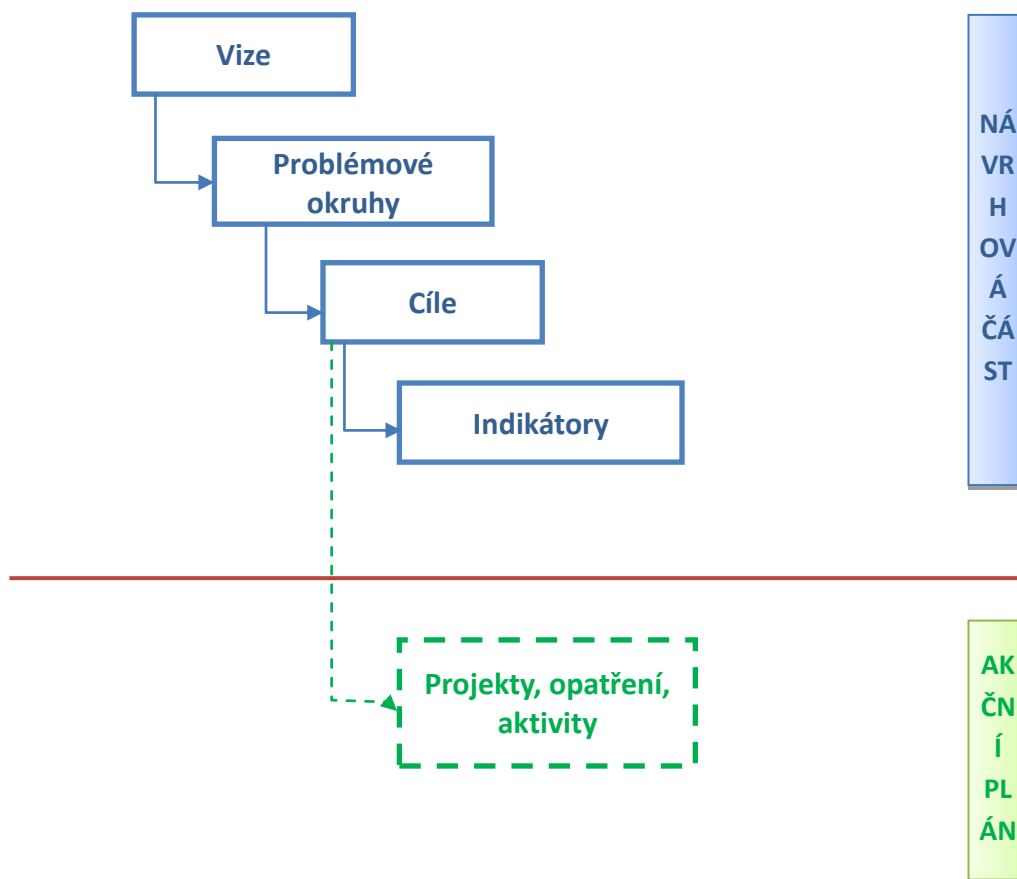 Vize
Problémové
okruhy
Cíle
Indikátory
NÁ
VR
H
OV
Á
ČÁ
ST
Projekty, opatření,
aktivity
AK
ČN
Í
PL
ÁN